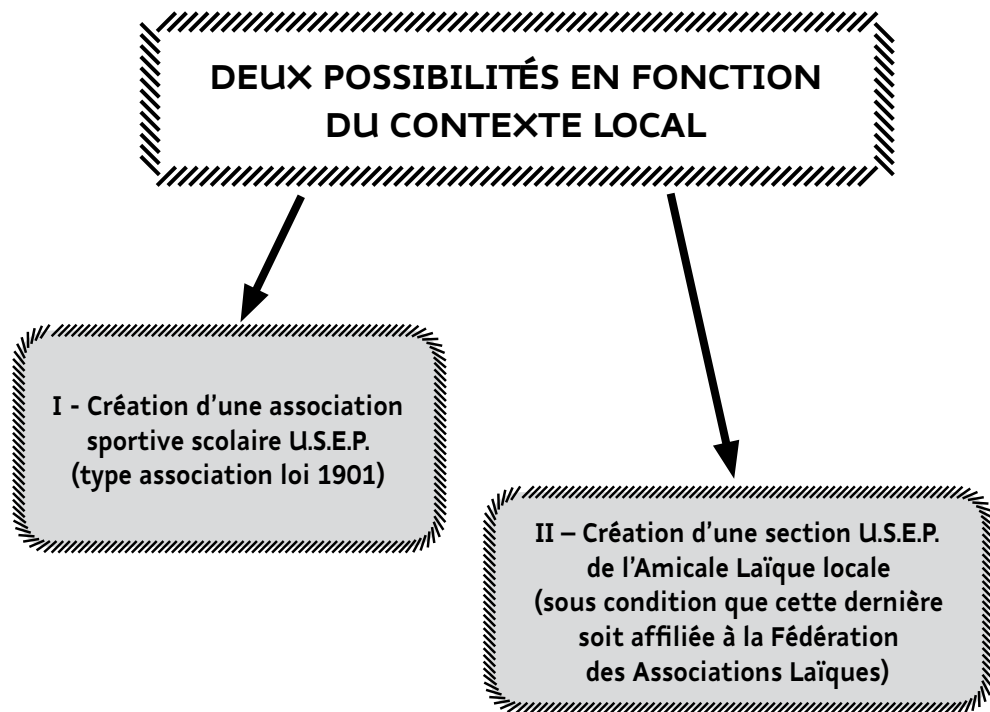 DEUX POSSIBILITÉS EN FONCTION
DU CONTEXTE LOCAL
I - Création d’une association
sportive scolaire U.S.E.P.
(type association loi 1901)
II – Création d’une section U.S.E.P.
de l’Amicale Laïque locale
(sous condition que cette dernière
soit affiliée à la Fédération
des Associations Laïques)